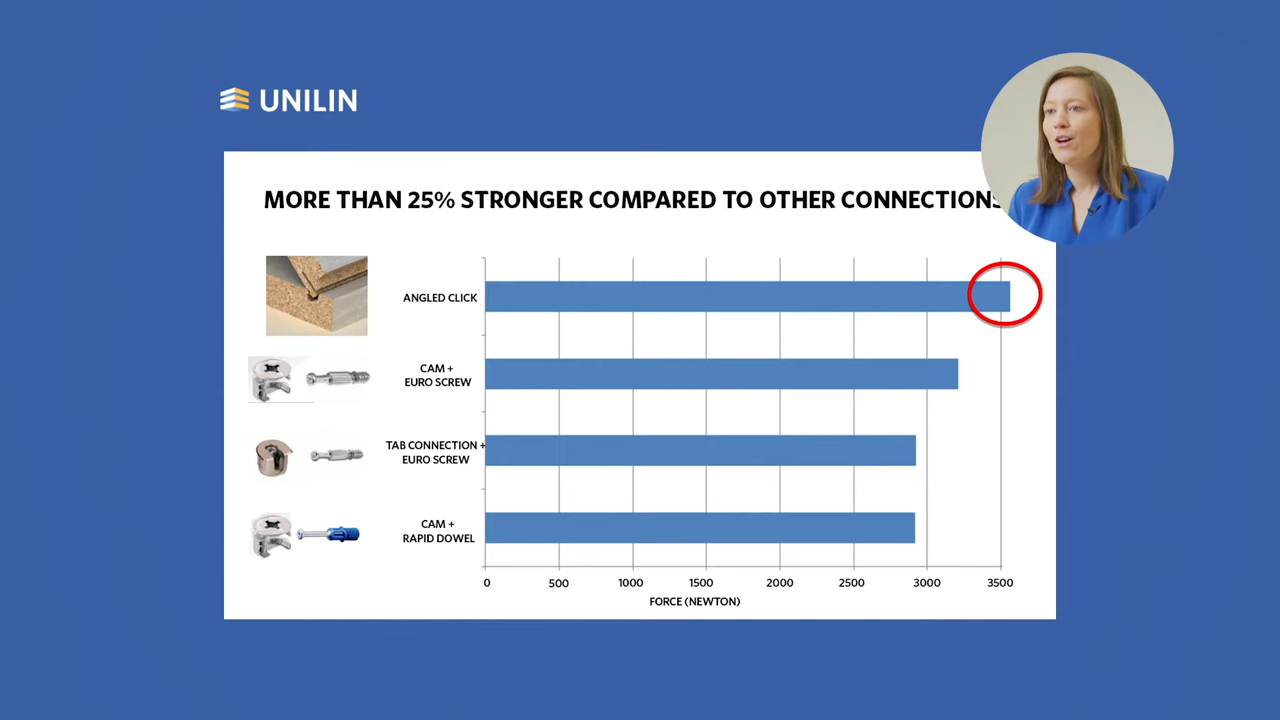 UNILIN
MORE THAN 25% STRONGER COMPARED TO OTHER CONNECTIONS
ANGLED CLICK
CAM +
EURO SCREW
TAB CONNECTION +
EURO SCREW
CAM +
RAPID DOWEL
0 500 1000 1500 2000 2500 3000 3500
FORCE (NEWTON)